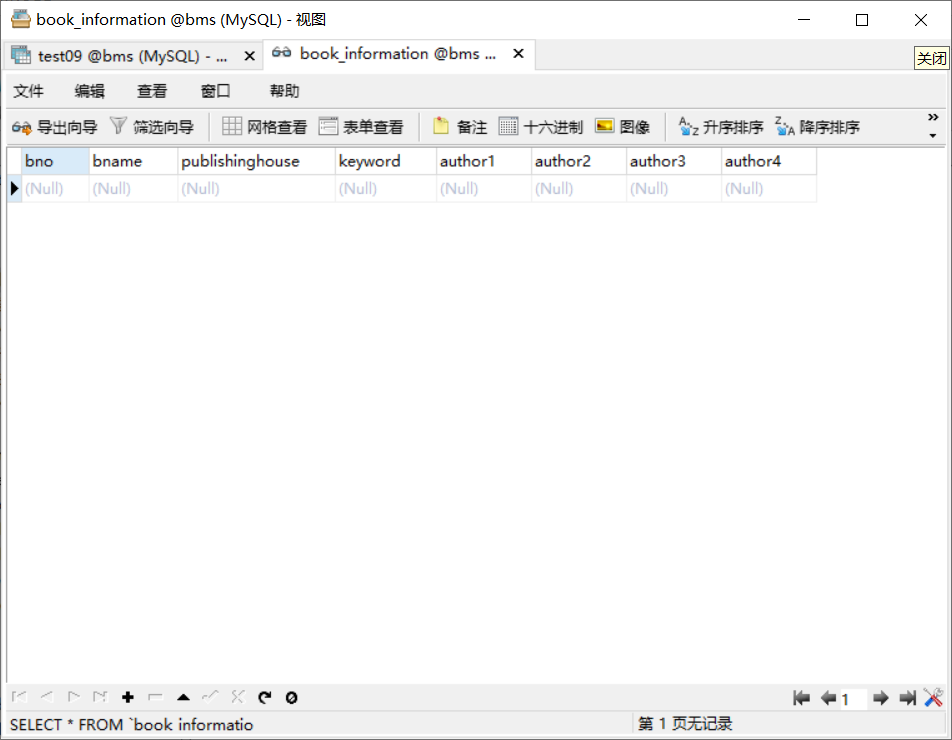 book_information @bms (MySQL) - 视图
test09 @bms (MySQL) - ... book_information @bms ... 关闭
文件 编辑 查看 窗口 帮助
导出向导 筛选向导 网格查看 表单查看 备注 十六进制 图像 升序排序 降序排序
bno bname publishinghouse keyword author1 author2 author3 author4
(Null) (Null) (Null) (Null) (Null) (Null) (Null) (Null)
1
SELECT * FROM `book informatio 第 1 页无记录